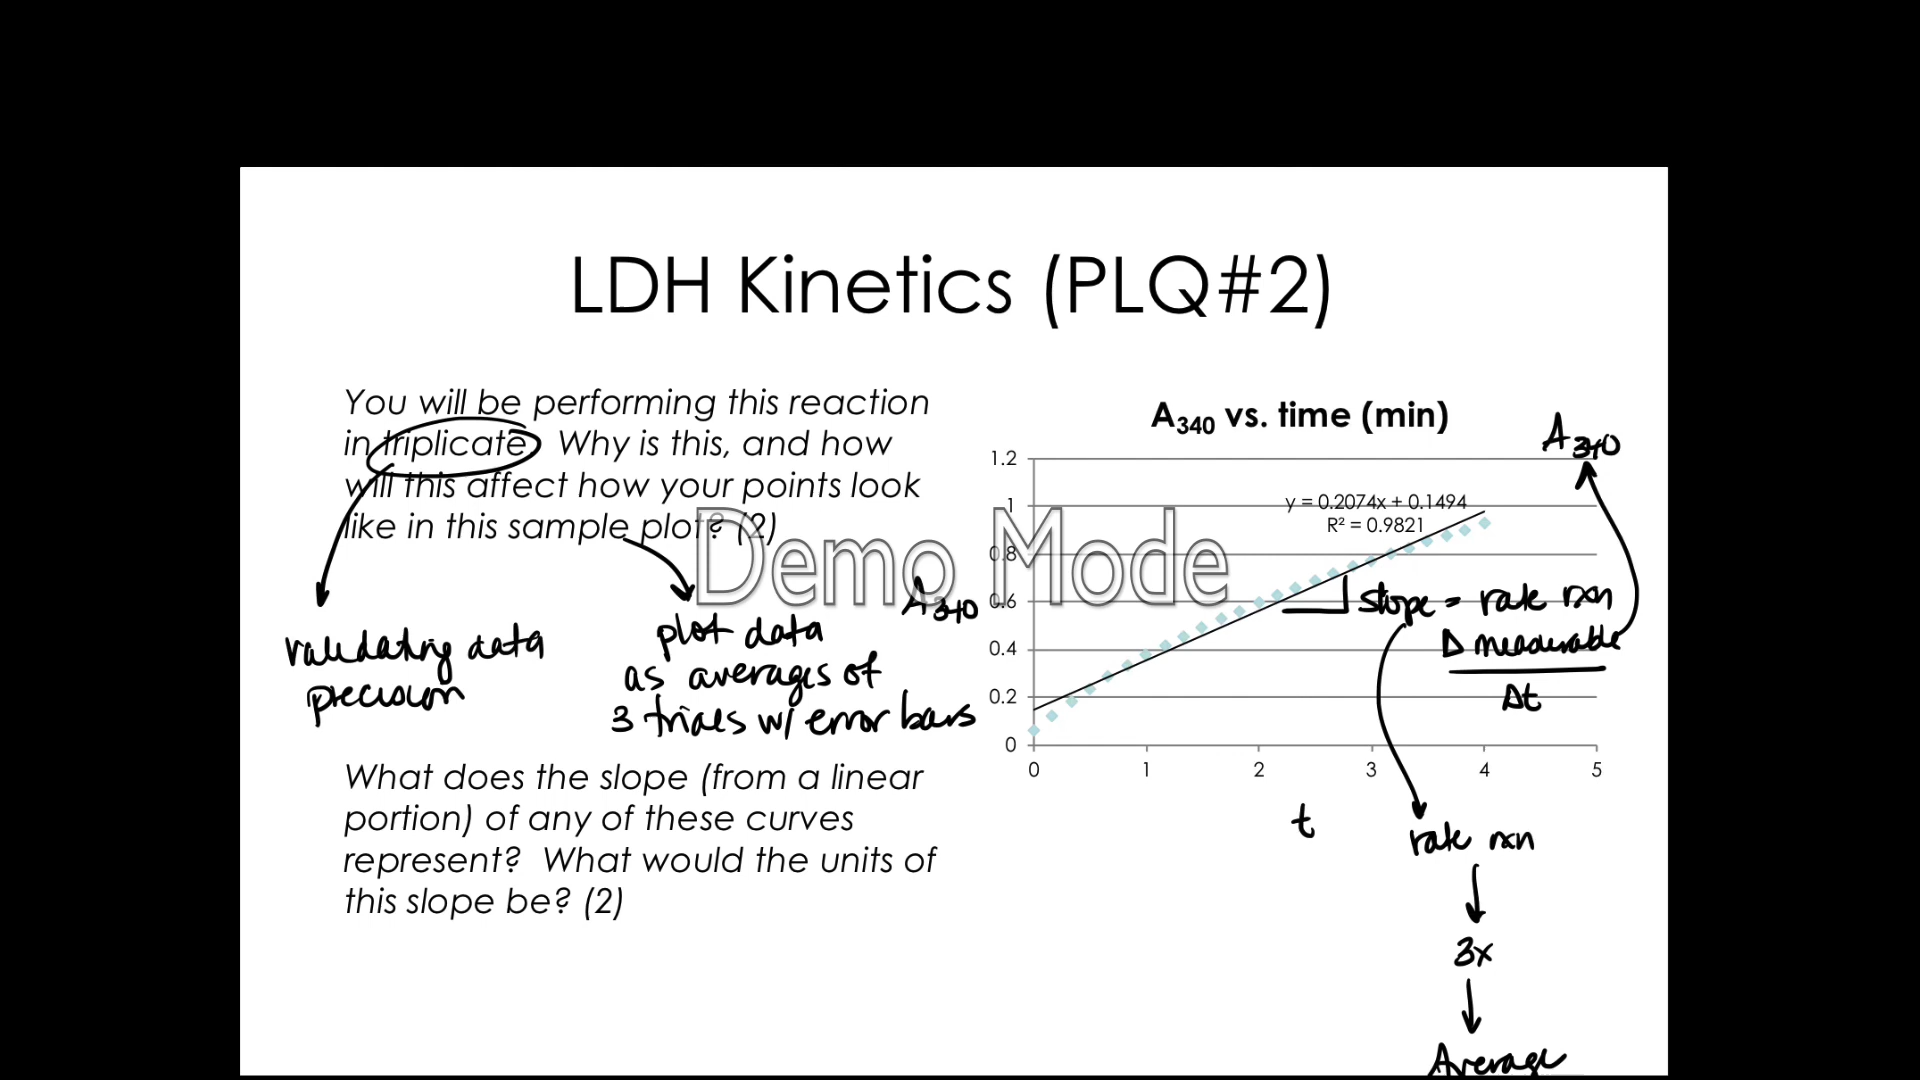 LDH Kinetics (PLQ#2)
You will be performing this reaction
in triplicate. Why is this, and how
will this affect how your points look
like in this sample plot? (2)
validating data
precision
plot data
as averages of
3 trials w/ error bars
What does the slope (from a linear
portion) of any of these curves
represent? What would the units of
this slope be? (2)
A340 vs. time (min)
A340
y = 0.2074x + 0.1494
R² = 0.9821
1.2
1
0.8
0.6
0.4
0.2
0
0 1 2 3 4 5
A340
slope = rate rxn
Δ measurable
Δt
t
rate rxn
3x
Average
Demo Mode